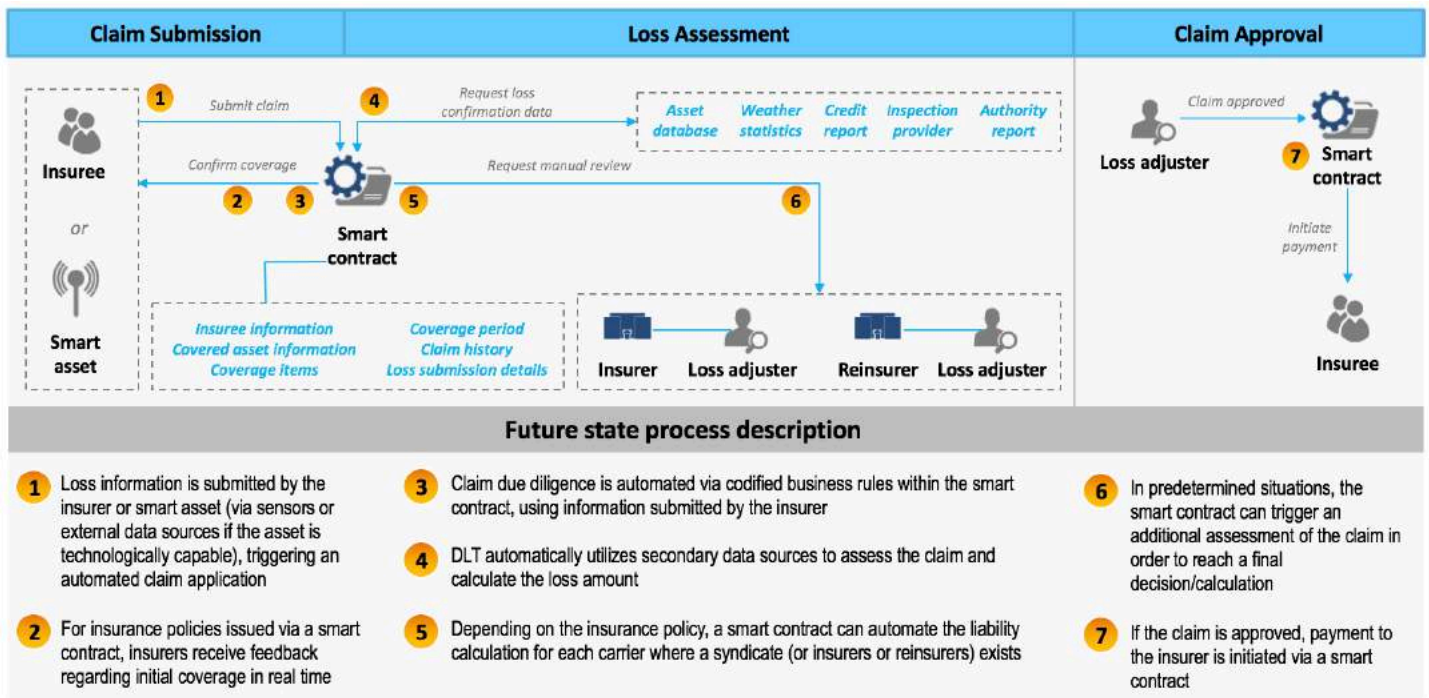 Claim Submission
Loss Assessment
Claim Approval
1
Submit claim
4
Request loss
confirmation data
Asset
database
Weather
statistics
Credit
report
Inspection
provider
Authority
report
Claim approved
Loss adjuster
7
Smart
contract
Insuree
or
Smart
asset
Confirm coverage
2
3
5
Request manual review
6
Smart
contract
Initiate
payment
Insuree information
Covered asset information
Coverage items
Coverage period
Claim history
Loss submission details
Insurer
Loss adjuster
Reinsurer
Loss adjuster
Insuree
Future state process description
1
Loss information is submitted by the
insurer or smart asset (via sensors or
external data sources if the asset is
technologically capable), triggering an
automated claim application
2
For insurance policies issued via a smart
contract, insurers receive feedback
regarding initial coverage in real time
3
Claim due diligence is automated via codified business rules within the smart
contract, using information submitted by the insurer
4
DLT automatically utilizes secondary data sources to assess the claim and
calculate the loss amount
5
Depending on the insurance policy, a smart contract can automate the liability
calculation for each carrier where a syndicate (or insurers or reinsurers) exists
6
In predetermined situations, the
smart contract can trigger an
additional assessment of the claim in
order to reach a final
decision/calculation
7
If the claim is approved, payment to
the insurer is initiated via a smart
contract